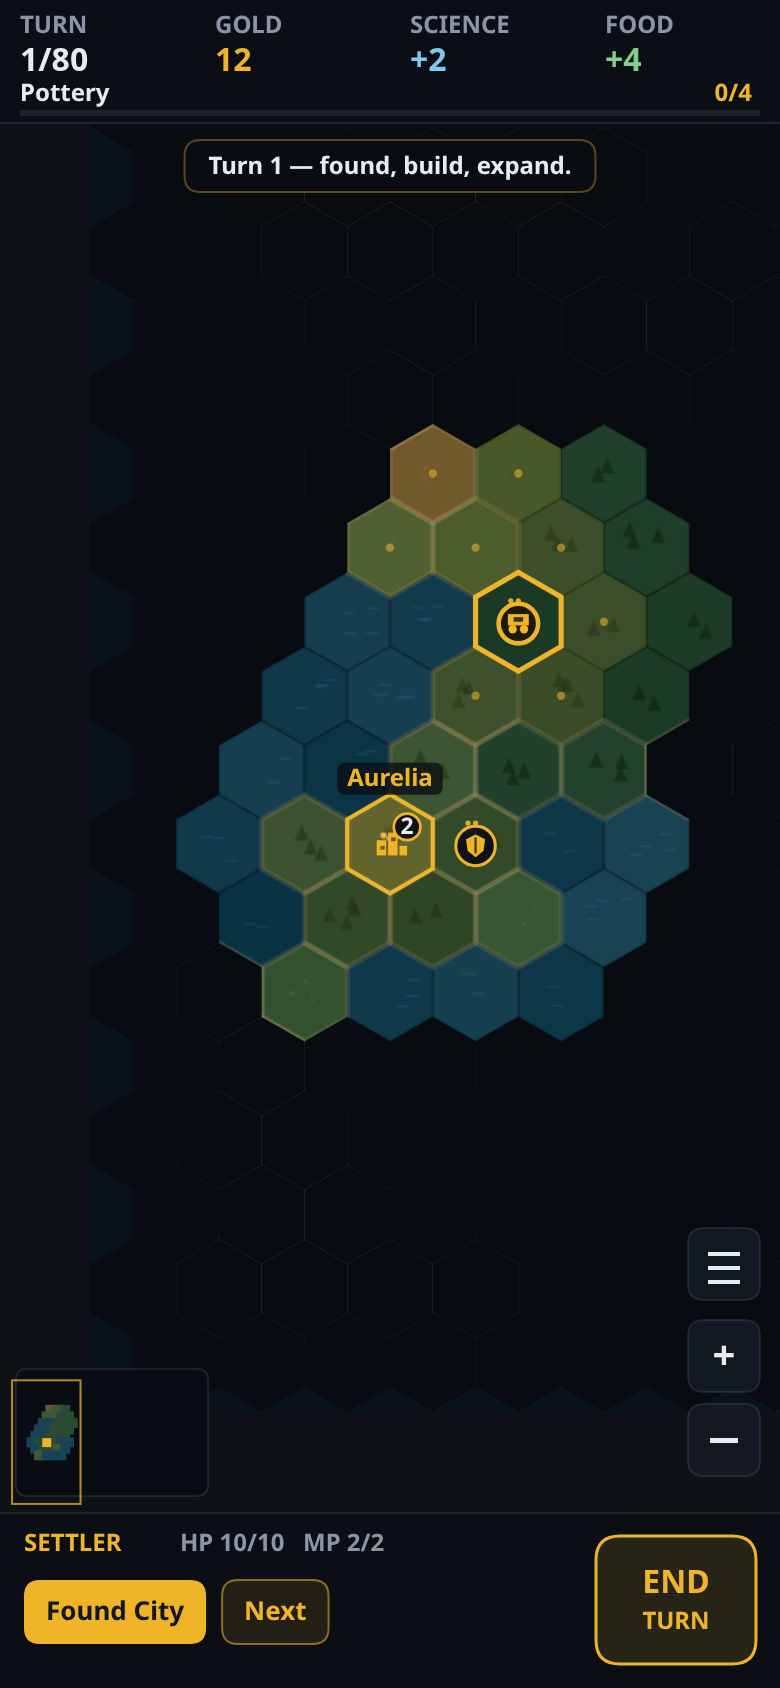 TURN GOLD SCIENCE FOOD
1/80 12 +2 +4
Pottery 0/4
Turn 1 — found, build, expand.
Aurelia
2
+
−
SETTLER HP 10/10 MP 2/2
Found City Next
END
TURN